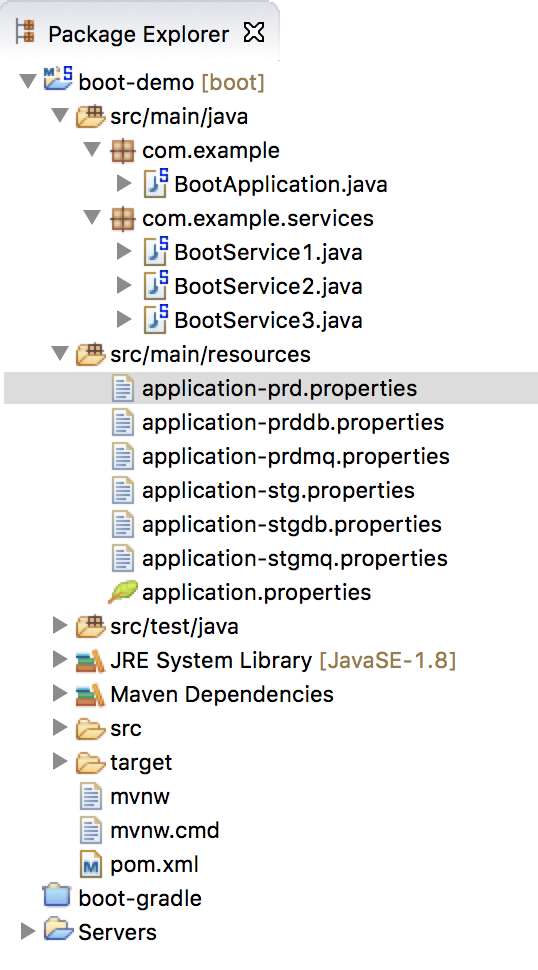 Package Explorer
boot-demo [boot]
src/main/java
com.example
BootApplication.java
com.example.services
BootService1.java
BootService2.java
BootService3.java
src/main/resources
application-prd.properties
application-prddb.properties
application-prdmq.properties
application-stg.properties
application-stgdb.properties
application-stgmq.properties
application.properties
src/test/java
JRE System Library [JavaSE-1.8]
Maven Dependencies
src
target
mvnw
mvnw.cmd
pom.xml
boot-gradle
Servers